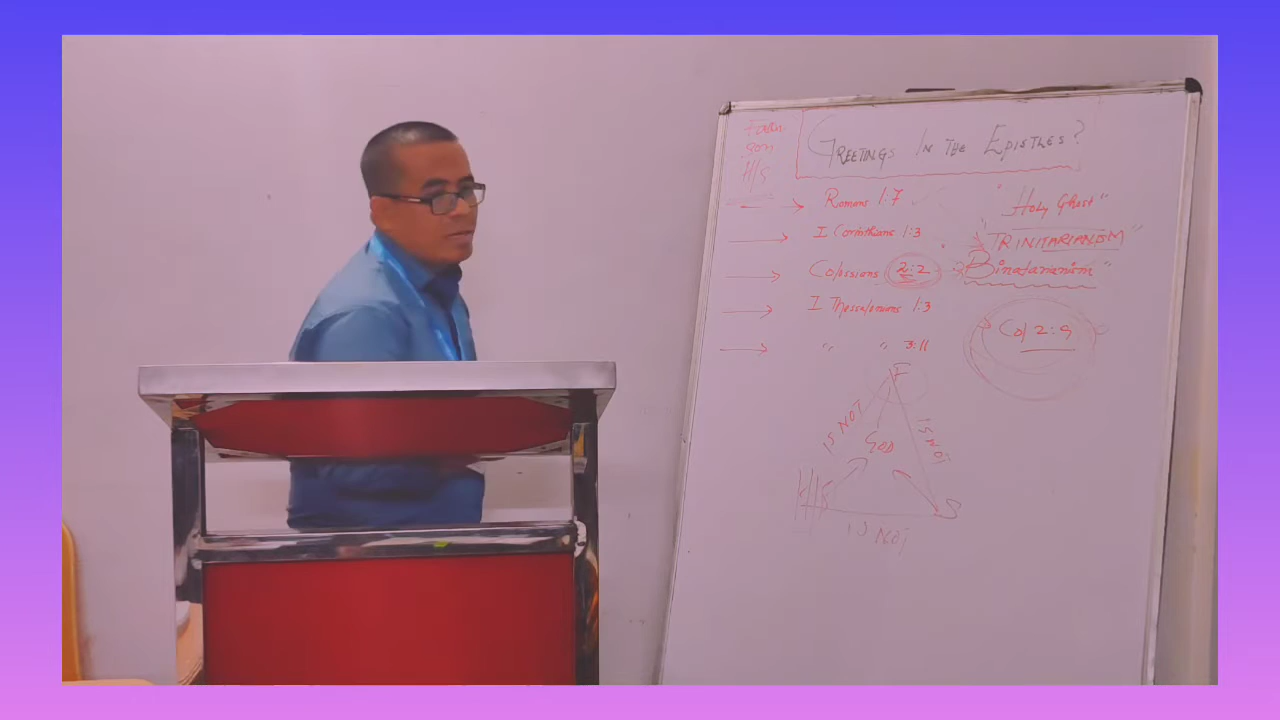 Father
son
H/S
GREETINGS IN THE EPISTLES?
Romans 1:7
I Corinthians 1:3
Colossians 2:2
I Thessalonians 1:3
" " 3:11
"Holy Ghost"
"TRINITARIANISM"
Binatarianism"
Col 2:9
F
IS NOT
IS NOT
GOD
H/S
S
IS NOT